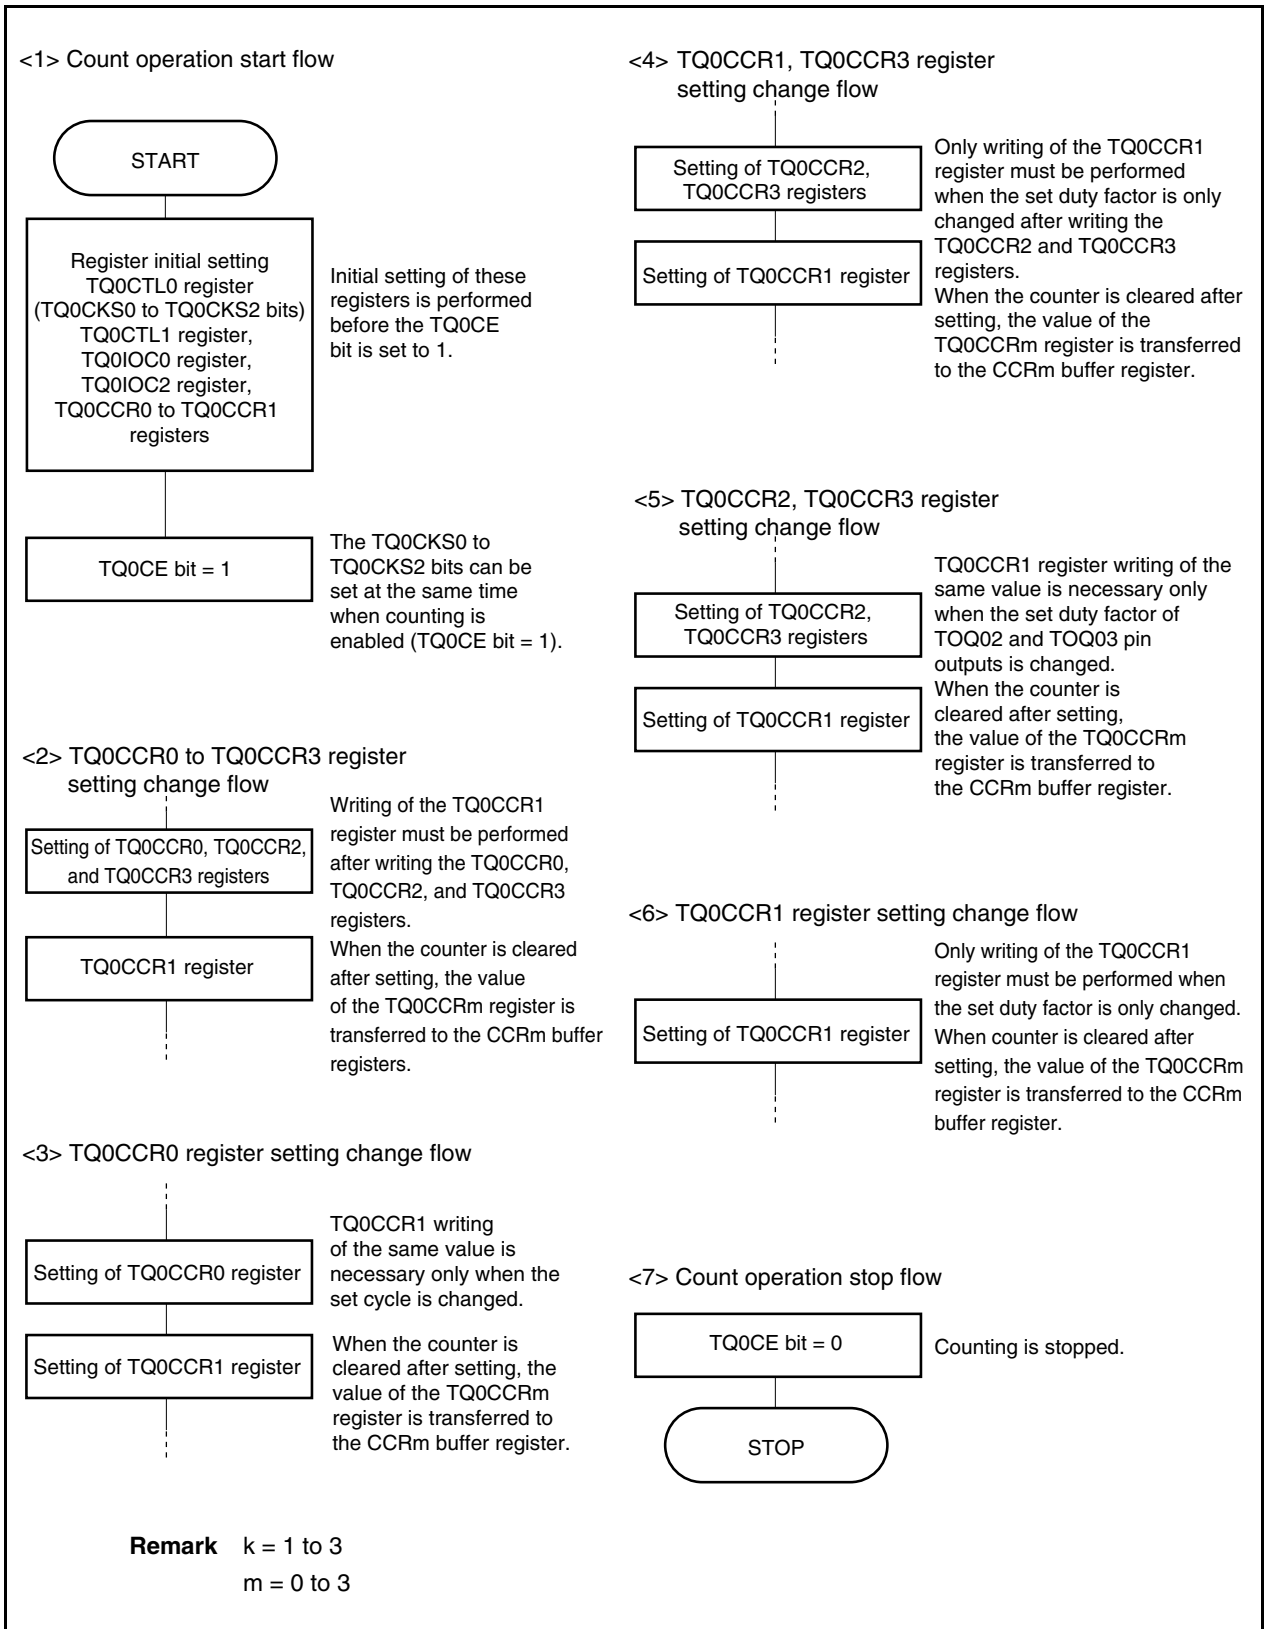 <1> Count operation start flow
START
Register initial setting
TQ0CTL0 register
(TQ0CKS0 to TQ0CKS2 bits)
TQ0CTL1 register,
TQ0IOC0 register,
TQ0IOC2 register,
TQ0CCR0 to TQ0CCR1
registers
Initial setting of these
registers is performed
before the TQ0CE
bit is set to 1.
TQ0CE bit = 1
The TQ0CKS0 to
TQ0CKS2 bits can be
set at the same time
when counting is
enabled (TQ0CE bit = 1).
<2> TQ0CCR0 to TQ0CCR3 register
setting change flow
Setting of TQ0CCR0, TQ0CCR2,
and TQ0CCR3 registers
TQ0CCR1 register
Writing of the TQ0CCR1
register must be performed
after writing the TQ0CCR0,
TQ0CCR2, and TQ0CCR3
registers.
When the counter is cleared
after setting, the value
of the TQ0CCRm register is
transferred to the CCRm buffer
registers.
<3> TQ0CCR0 register setting change flow
Setting of TQ0CCR0 register
TQ0CCR1 writing
of the same value is
necessary only when the
set cycle is changed.
Setting of TQ0CCR1 register
When the counter is
cleared after setting, the
value of the TQ0CCRm
register is transferred to
the CCRm buffer register.
<4> TQ0CCR1, TQ0CCR3 register
setting change flow
Setting of TQ0CCR2,
TQ0CCR3 registers
Setting of TQ0CCR1 register
Only writing of the TQ0CCR1
register must be performed
when the set duty factor is only
changed after writing the
TQ0CCR2 and TQ0CCR3
registers.
When the counter is cleared after
setting, the value of the
TQ0CCRm register is transferred
to the CCRm buffer register.
<5> TQ0CCR2, TQ0CCR3 register
setting change flow
Setting of TQ0CCR2,
TQ0CCR3 registers
Setting of TQ0CCR1 register
TQ0CCR1 register writing of the
same value is necessary only
when the set duty factor of
TOQ02 and TOQ03 pin
outputs is changed.
When the counter is
cleared after setting,
the value of the TQ0CCRm
register is transferred to
the CCRm buffer register.
<6> TQ0CCR1 register setting change flow
Setting of TQ0CCR1 register
Only writing of the TQ0CCR1
register must be performed when
the set duty factor is only changed.
When counter is cleared after
setting, the value of the TQ0CCRm
register is transferred to the CCRm
buffer register.
<7> Count operation stop flow
TQ0CE bit = 0
Counting is stopped.
STOP
Remark k = 1 to 3
m = 0 to 3